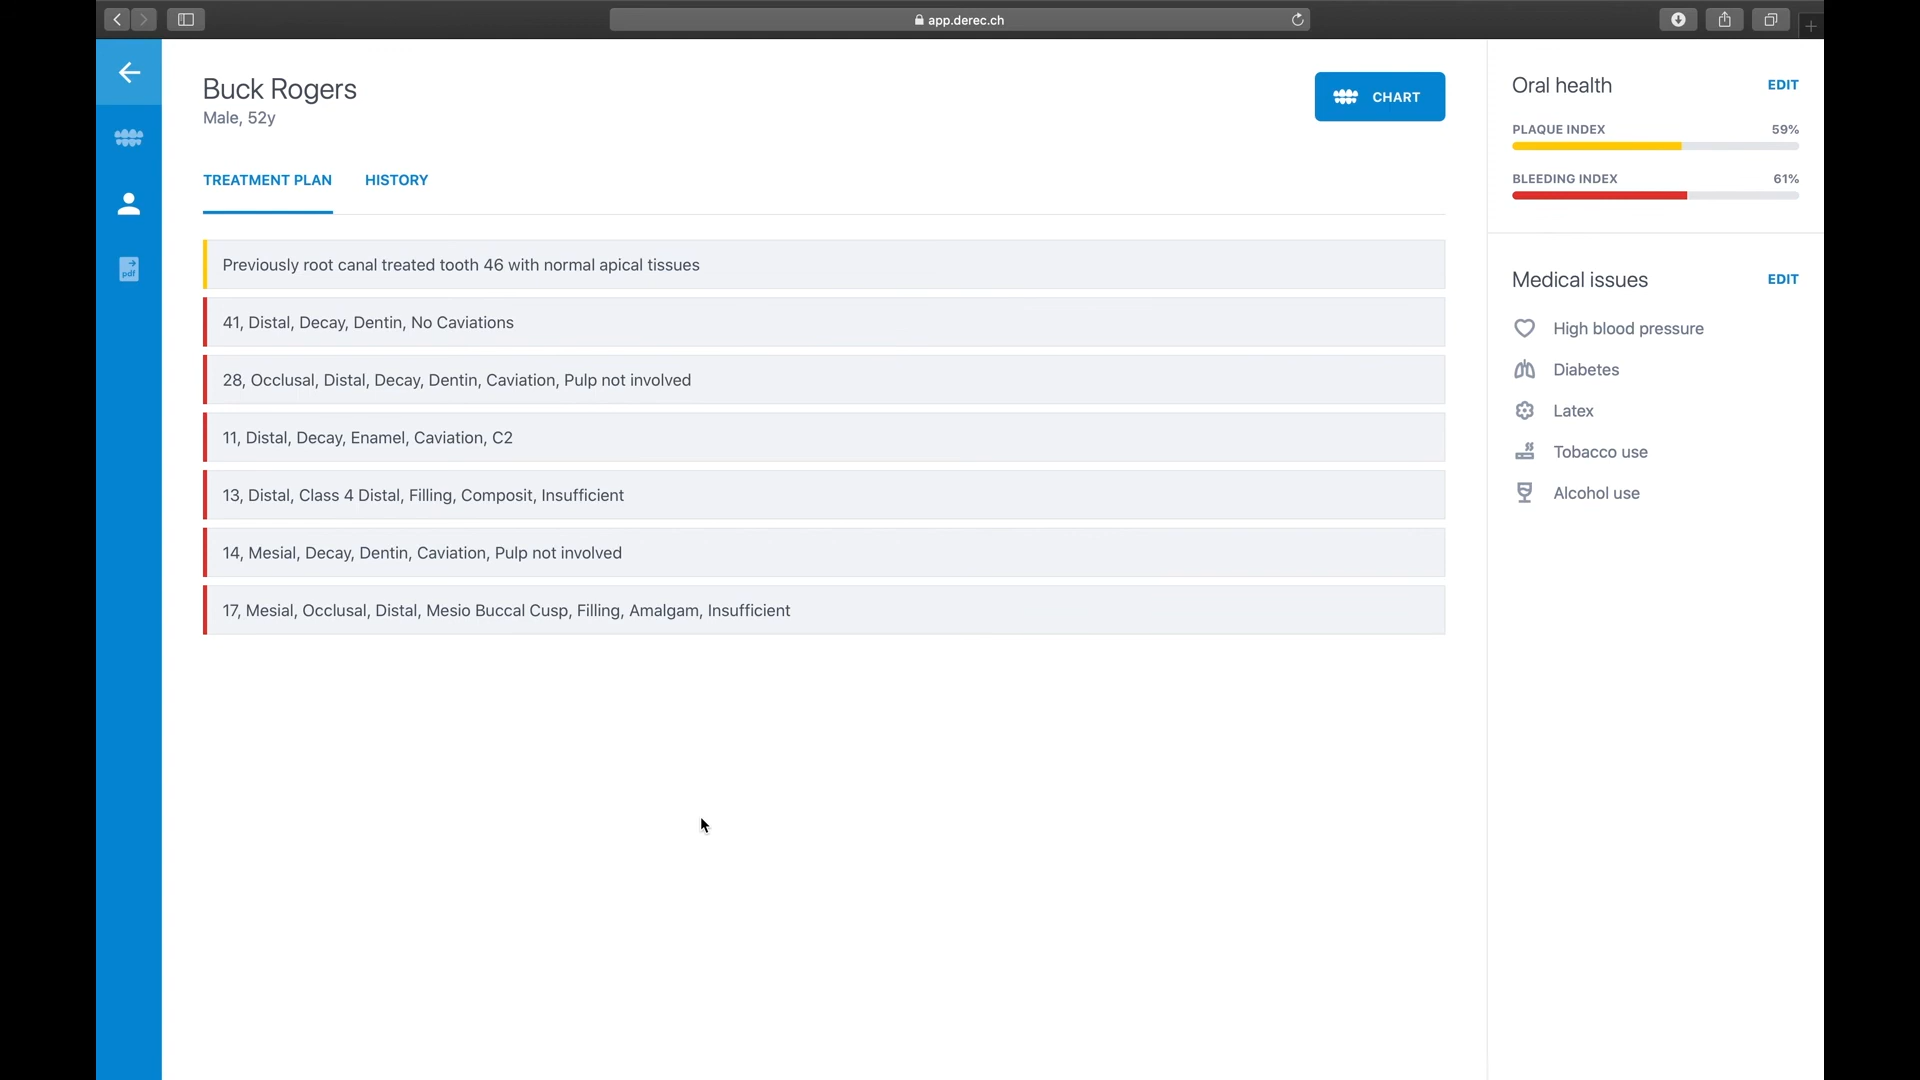 app.derec.ch
Buck Rogers
Male, 52y
CHART
TREATMENT PLAN
HISTORY
Previously root canal treated tooth 46 with normal apical tissues
41, Distal, Decay, Dentin, No Caviations
28, Occlusal, Distal, Decay, Dentin, Caviation, Pulp not involved
11, Distal, Decay, Enamel, Caviation, C2
13, Distal, Class 4 Distal, Filling, Composit, Insufficient
14, Mesial, Decay, Dentin, Caviation, Pulp not involved
17, Mesial, Occlusal, Distal, Mesio Buccal Cusp, Filling, Amalgam, Insufficient
pdf
Oral health
EDIT
PLAQUE INDEX
59%
BLEEDING INDEX
61%
Medical issues
EDIT
High blood pressure
Diabetes
Latex
Tobacco use
Alcohol use